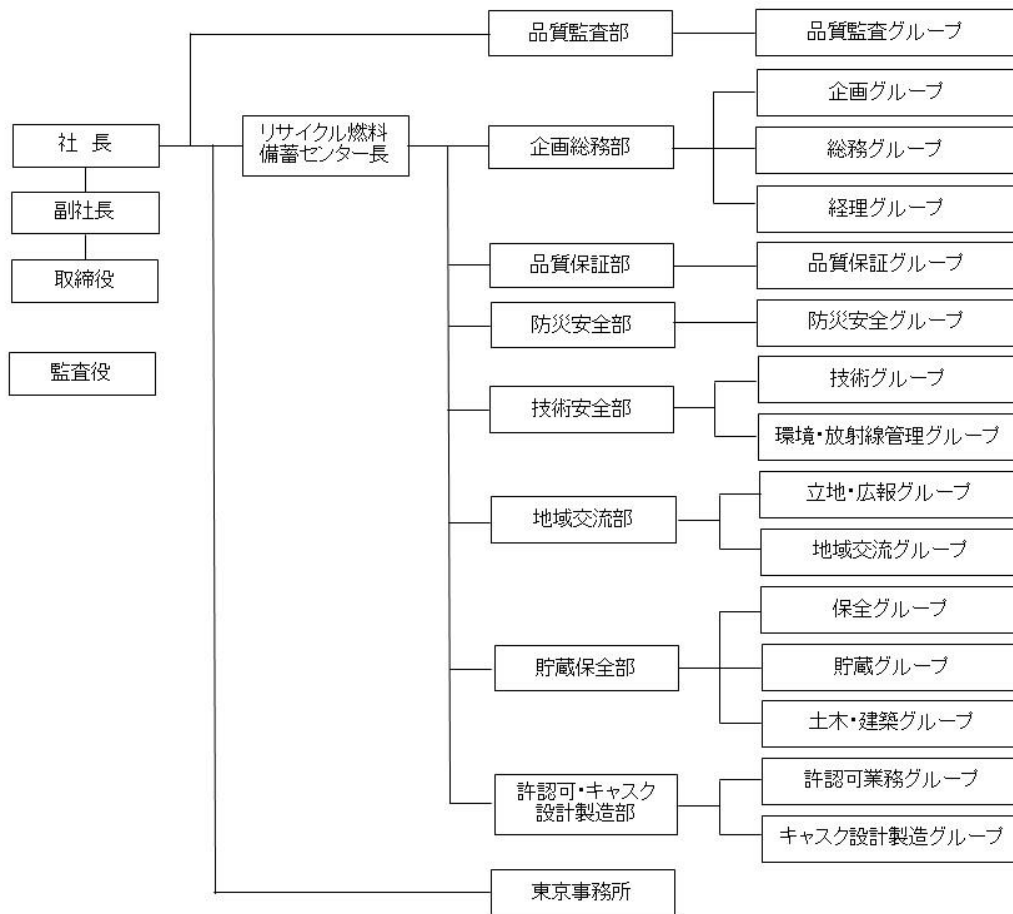 品質監査部
品質監査グループ
企画グループ
社 長
リサイクル燃料
備蓄センター長
企画総務部
総務グループ
副社長
経理グループ
取締役
品質保証部
品質保証グループ
防災安全部
防災安全グループ
監査役
技術グループ
技術安全部
環境・放射線管理グループ
立地・広報グループ
地域交流部
地域交流グループ
保全グループ
貯蔵保全部
貯蔵グループ
土木・建築グループ
許認可・キャスク
設計製造部
許認可業務グループ
キャスク設計製造グループ
東京事務所